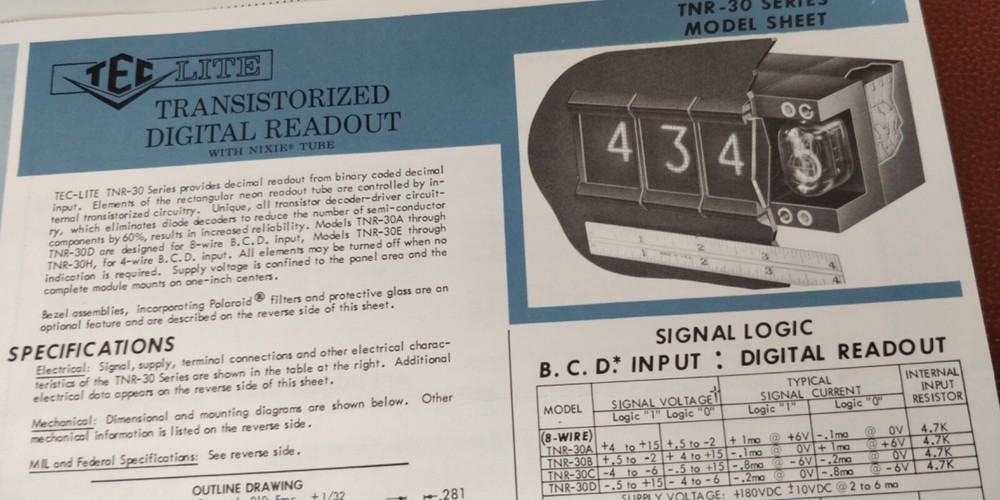 TNR-30 SERIES
MODEL SHEET
TEC LITE
TRANSISTORIZED
DIGITAL READOUT
WITH NIXIE® TUBE
TEC-LITE TNR-30 Series provides decimal readout from binary coded decimal
input. Elements of the rectangular neon readout tube are controlled by in-
ternal transistorized circuitry. Unique, all transistor decoder-driver circuit-
ry, which eliminates diode decoders to reduce the number of semi-conductor
components by 60%, results in increased reliability. Models TNR-30A through
TNR-30D are designed for 8-wire B.C.D. input, Models TNR-30E through
TNR-30H, for 4-wire B.C.D. input. All elements may be turned off when no
indication is required. Supply voltage is confined to the panel area and the
complete module mounts on one-inch centers.
Bezel assemblies, incorporating Polaroid® filters and protective glass are an
optional feature and are described on the reverse side of this sheet.
SPECIFICATIONS
Electrical: Signal, supply, terminal connections and other electrical charac-
teristics of the TNR-30 Series are shown in the table at the right. Additional
electrical data appears on the reverse side of this sheet.
Mechanical: Dimensional and mounting diagrams are shown below. Other
mechanical information is listed on the reverse side.
MIL and Federal Specifications: See reverse side.
OUTLINE DRAWING
±1/32
.281
4 3 4
1 2 3 4
1 2 3 4
SIGNAL LOGIC
B.C.D.* INPUT : DIGITAL READOUT
MODEL SIGNAL VOLTAGE† TYPICAL SIGNAL CURRENT INTERNAL INPUT RESISTOR
Logic "1" Logic "0" Logic "1" Logic "0"
(8-WIRE)
TNR-30A +4 to +15 +.5 to -2 +1ma @ +6V -.1ma @ 0V 4.7K
TNR-30B +.5 to -2 +4 to +15 -.1ma @ 0V +1ma @ +6V 4.7K
TNR-30C -4 to -6 -.5 to +15 -.8ma @ -6V -.2ma @ 0V 4.7K
TNR-30D -.5 to +15 -4 to -6 -.2ma @ 0V -.8ma @ -6V 4.7K
SUPPLY VOLTAGE: +180VDC ±10VDC @ 2 to 6 ma